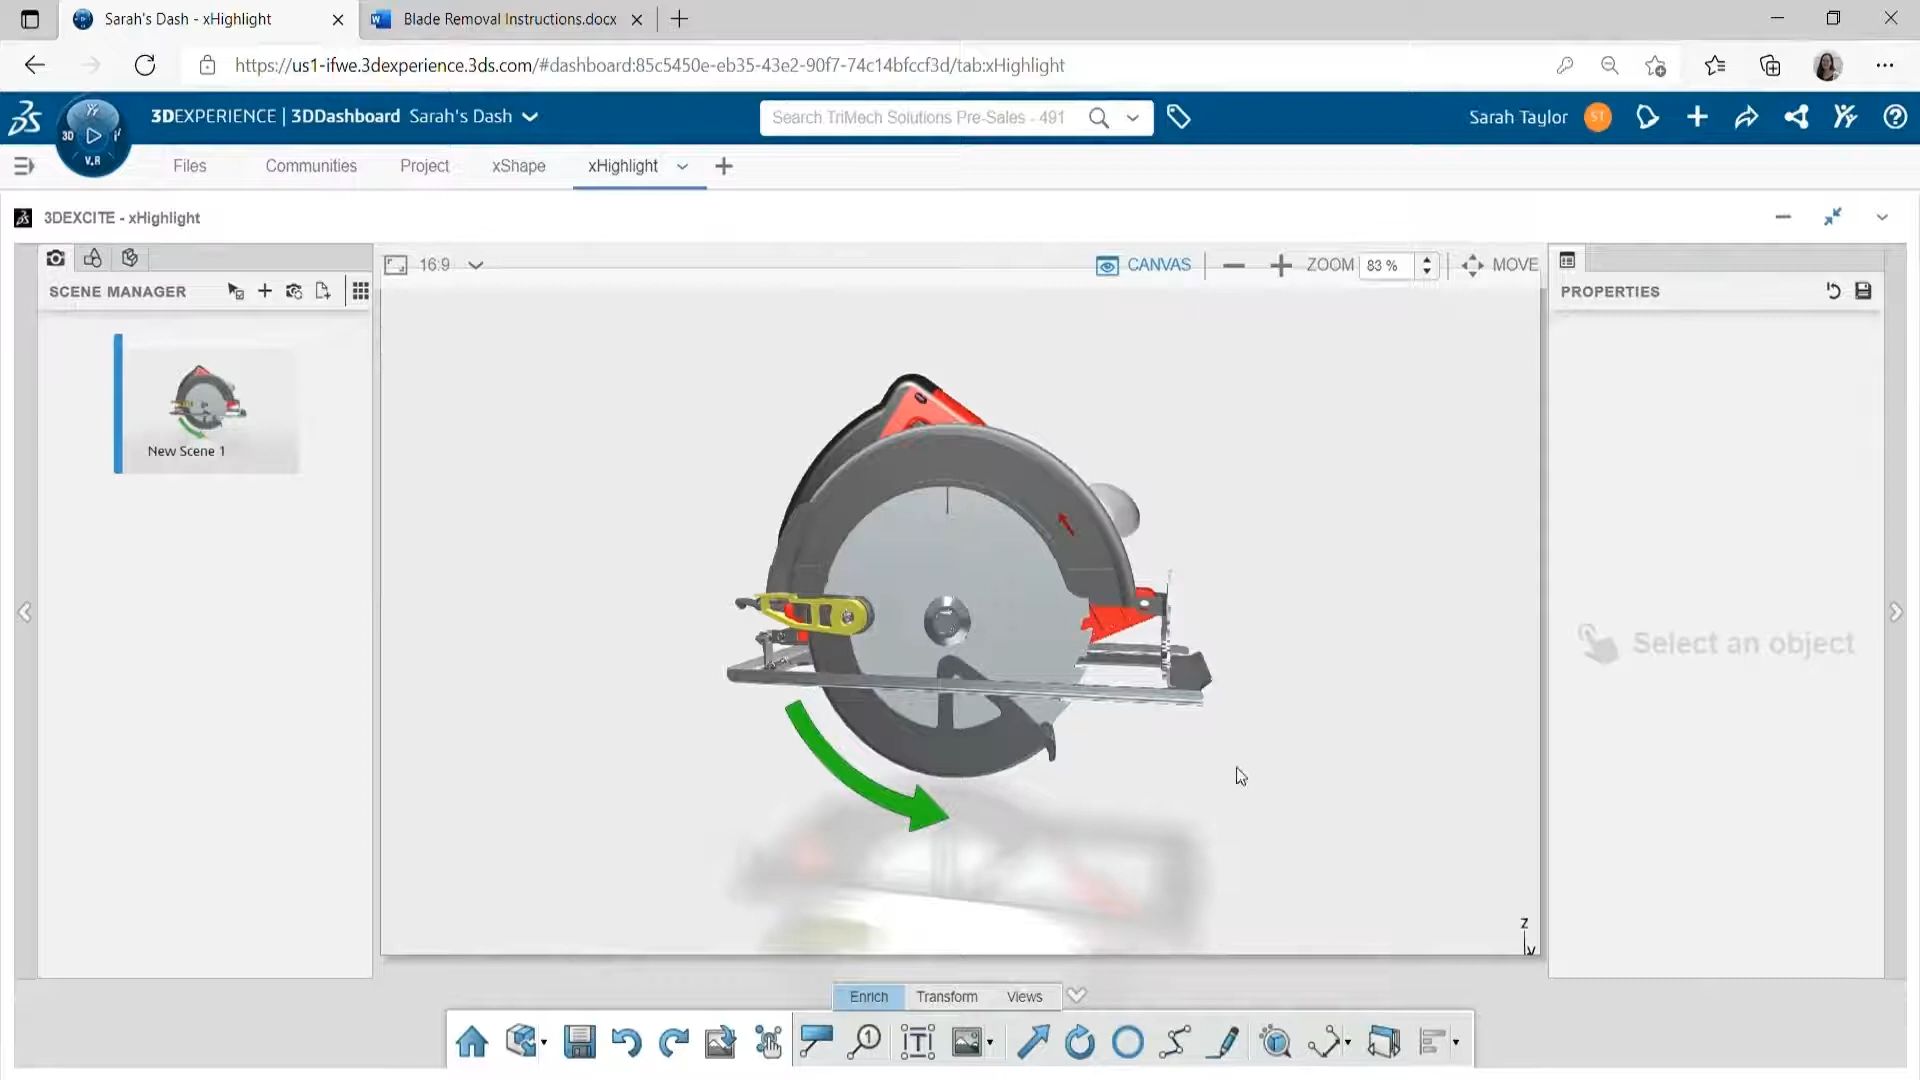 Sarah's Dash - xHighlight
Blade Removal Instructions.docx
https://us1-ifwe.3dexperience.3ds.com/#dashboard:85c5450e-eb35-43e2-90f7-74c14bfccf3d/tab:xHighlight
3D
V.R
3DEXPERIENCE | 3DDashboard Sarah's Dash
Search TriMech Solutions Pre-Sales - 491
Sarah Taylor
ST
Files
Communities
Project
xShape
xHighlight
3DEXCITE - xHighlight
16:9
CANVAS
ZOOM
83 %
MOVE
SCENE MANAGER
PROPERTIES
New Scene 1
Select an object
z
y
Enrich
Transform
Views
1
T